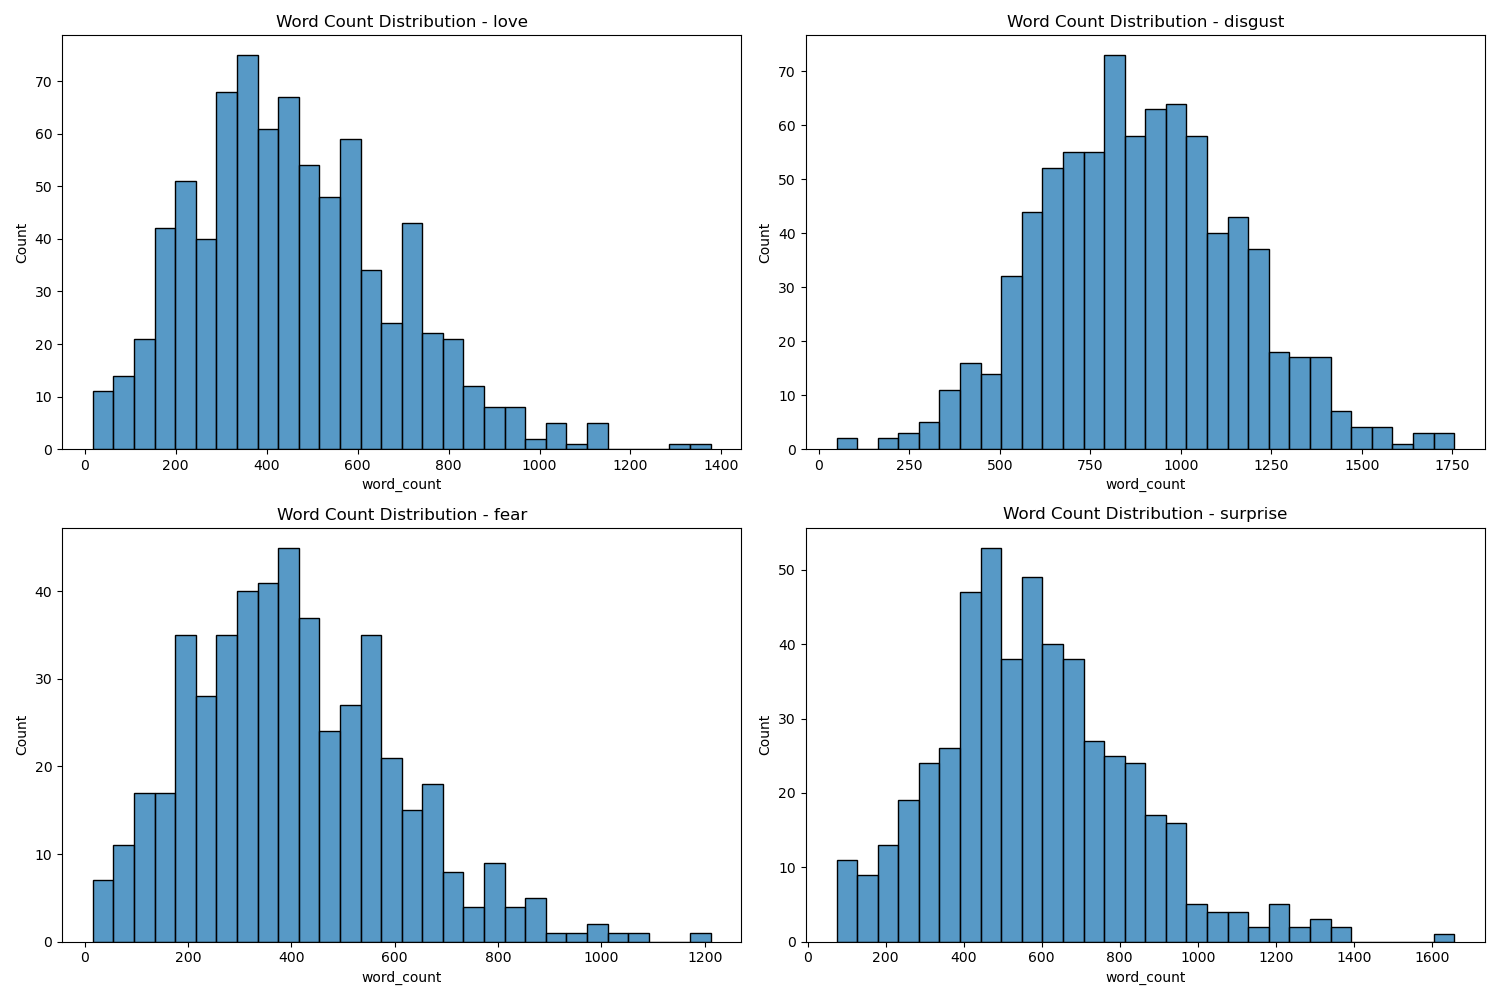 Word Count Distribution - love
Count
70
60
50
40
30
20
10
0
0 200 400 600 800 1000 1200 1400
word_count
Word Count Distribution - disgust
Count
70
60
50
40
30
20
10
0
0 250 500 750 1000 1250 1500 1750
word_count
Word Count Distribution - fear
Count
40
30
20
10
0
0 200 400 600 800 1000 1200
word_count
Word Count Distribution - surprise
Count
50
40
30
20
10
0
0 200 400 600 800 1000 1200 1400 1600
word_count